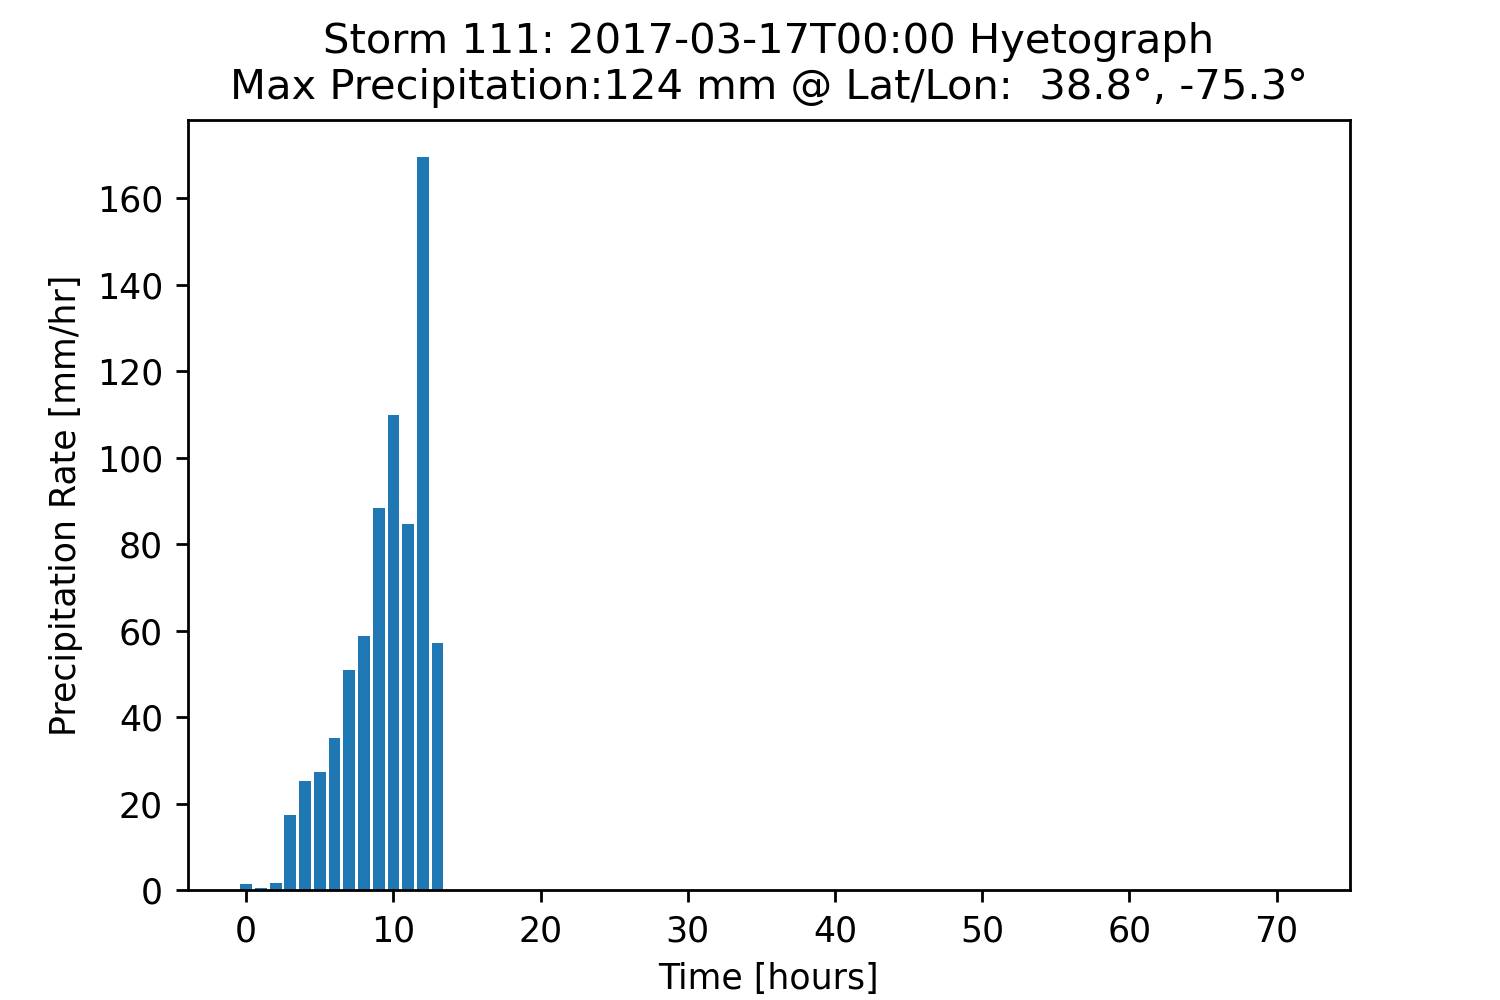 Storm 111: 2017-03-17T00:00 Hyetograph
Max Precipitation:124 mm @ Lat/Lon:  38.8°, -75.3°
Precipitation Rate [mm/hr]
160
140
120
100
80
60
40
20
0
0 10 20 30 40 50 60 70
Time [hours]